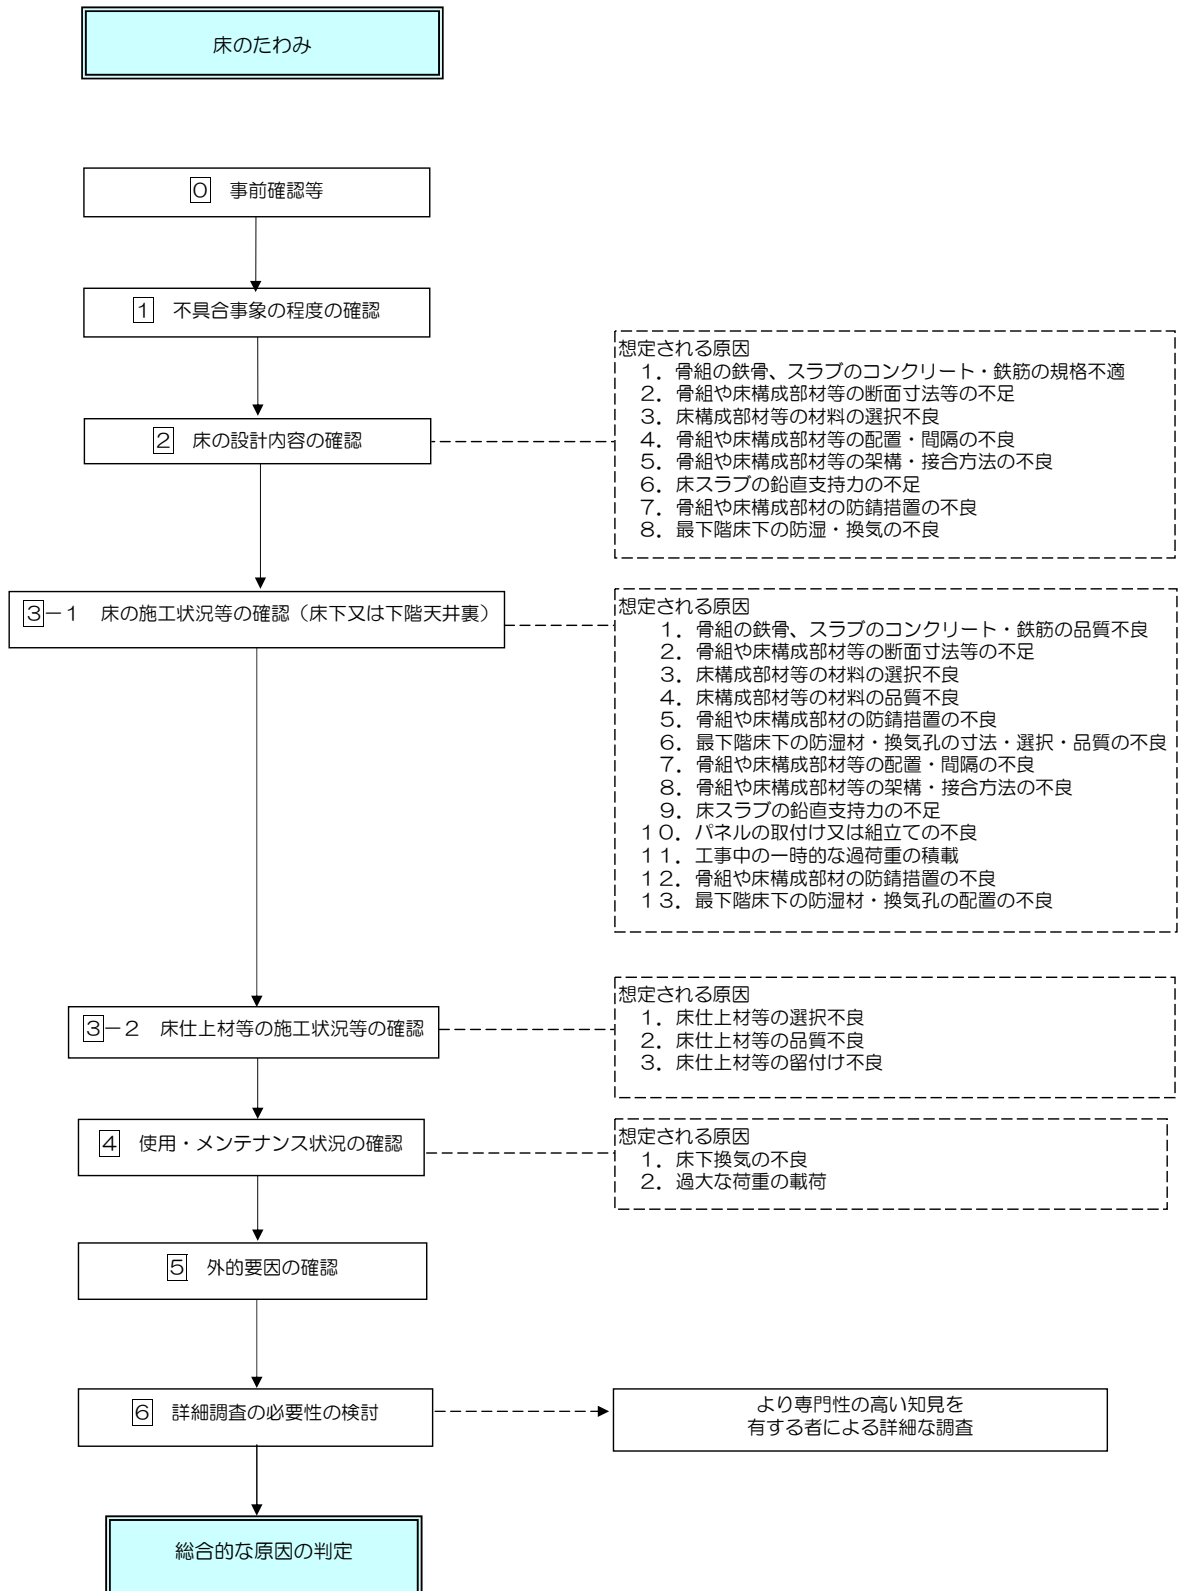 床のたわみ
0 事前確認等
1 不具合事象の程度の確認
2 床の設計内容の確認
想定される原因
1．骨組の鉄骨、スラブのコンクリート・鉄筋の規格不適
2．骨組や床構成部材等の断面寸法等の不足
3．床構成部材等の材料の選択不良
4．骨組や床構成部材等の配置・間隔の不良
5．骨組や床構成部材等の架構・接合方法の不良
6．床スラブの鉛直支持力の不足
7．骨組や床構成部材の防錆措置の不良
8．最下階床下の防湿・換気の不良
3－1 床の施工状況等の確認（床下又は下階天井裏）
想定される原因
1．骨組の鉄骨、スラブのコンクリート・鉄筋の品質不良
2．骨組や床構成部材等の断面寸法等の不足
3．床構成部材等の材料の選択不良
4．床構成部材等の材料の品質不良
5．骨組や床構成部材の防錆措置の不良
6．最下階床下の防湿材・換気孔の寸法・選択・品質の不良
7．骨組や床構成部材等の配置・間隔の不良
8．骨組や床構成部材等の架構・接合方法の不良
9．床スラブの鉛直支持力の不足
10．パネルの取付け又は組立ての不良
11．工事中の一時的な過荷重の積載
12．骨組や床構成部材の防錆措置の不良
13．最下階床下の防湿材・換気孔の配置の不良
3－2 床仕上材等の施工状況等の確認
想定される原因
1．床仕上材等の選択不良
2．床仕上材等の品質不良
3．床仕上材等の留付け不良
4 使用・メンテナンス状況の確認
想定される原因
1．床下換気の不良
2．過大な荷重の載荷
5 外的要因の確認
6 詳細調査の必要性の検討
より専門性の高い知見を
有する者による詳細な調査
総合的な原因の判定